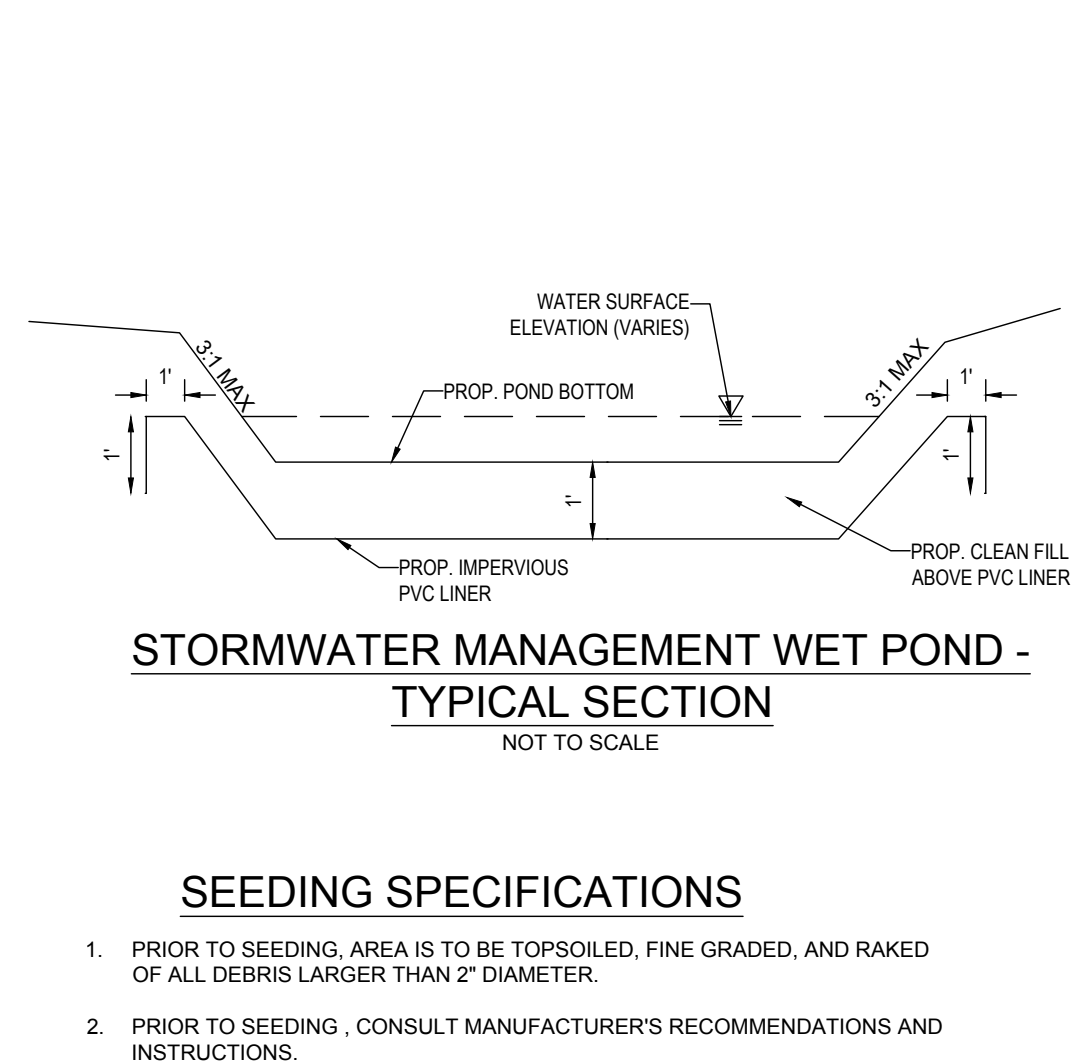 WATER SURFACE
ELEVATION (VARIES)
3:1 MAX
3:1 MAX
1'
1'
PROP. POND BOTTOM
1'
1'
1'
PROP. IMPERVIOUS
PVC LINER
PROP. CLEAN FILL
ABOVE PVC LINER
STORMWATER MANAGEMENT WET POND -
TYPICAL SECTION
NOT TO SCALE
SEEDING SPECIFICATIONS
1. PRIOR TO SEEDING, AREA IS TO BE TOPSOILED, FINE GRADED, AND RAKED
OF ALL DEBRIS LARGER THAN 2" DIAMETER.
2. PRIOR TO SEEDING , CONSULT MANUFACTURER'S RECOMMENDATIONS AND
INSTRUCTIONS.